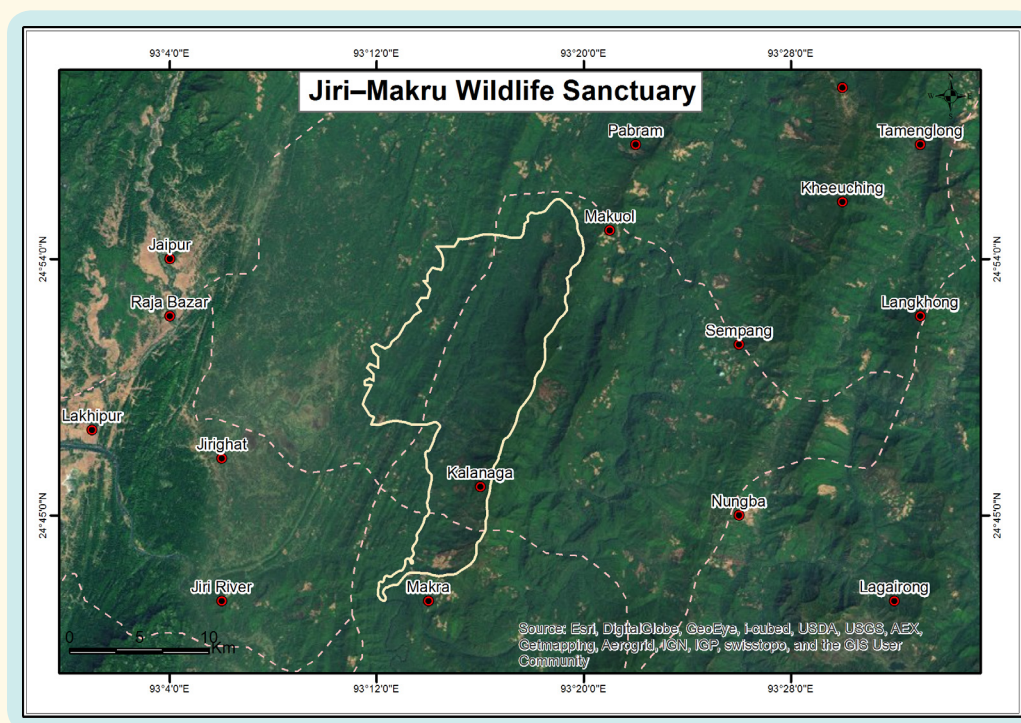 93°4'0"E 93°12'0"E 93°20'0"E 93°28'0"E
Jiri–Makru Wildlife Sanctuary
N
W E
S
Pabram
Tamenglong
Kheeuching
Makuol
24°54'0"N
24°54'0"N
Jaipur
Raja Bazar
Langkhong
Sempang
Lakhipur
Jirighat
Kalanaga
Nungba
24°45'0"N
24°45'0"N
Jiri River
Makra
Lagairong
0 5 10
Km
Source: Esri, DigitalGlobe, GeoEye, i-cubed, USDA, USGS, AEX,
Getmapping, Aerogrid, IGN, IGP, swisstopo, and the GIS User
Community
93°4'0"E 93°12'0"E 93°20'0"E 93°28'0"E